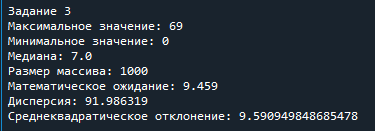 Задание 3
Максимальное значение: 69
Минимальное значение: 0
Медиана: 7.0
Размер массива: 1000
Математическое ожидание: 9.459
Дисперсия: 91.986319
Среднеквадратическое отклонение: 9.590949848685478